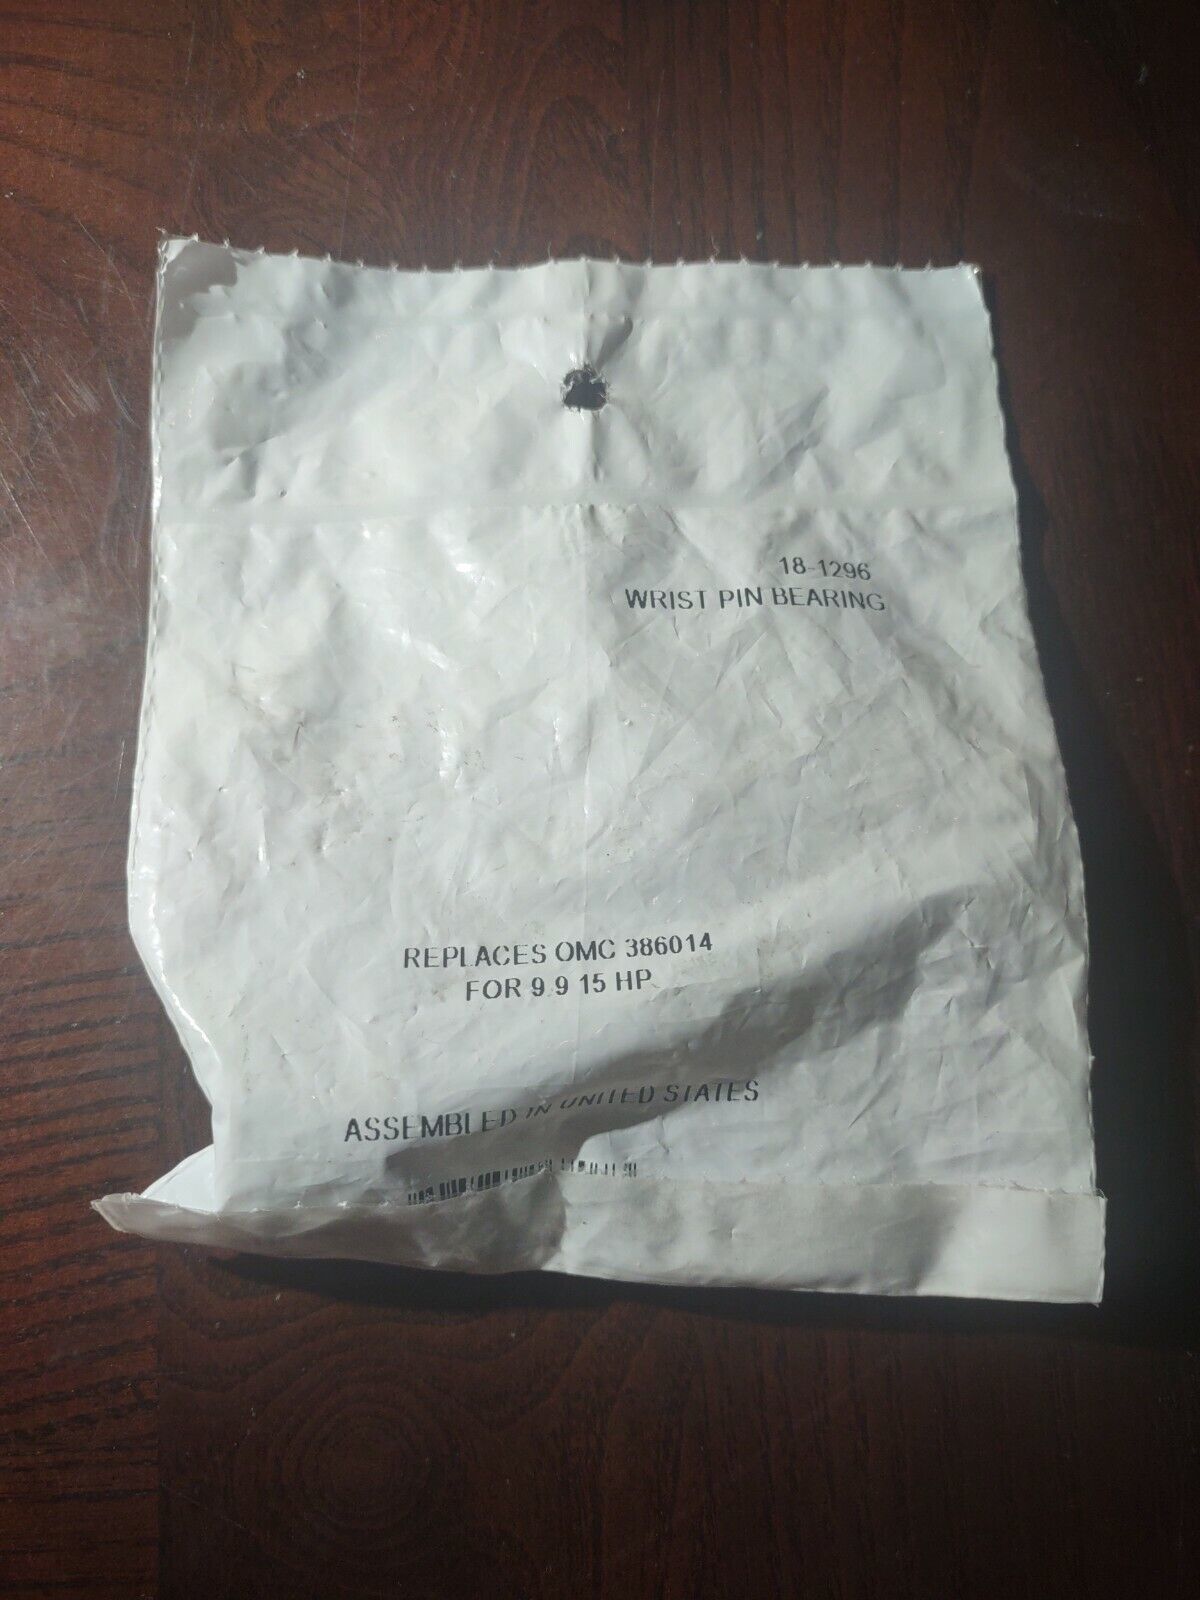 18-1296
WRIST PIN BEARING
REPLACES OMC 386014
FOR 9.9 15 HP
ASSEMBLED IN UNITED STATES